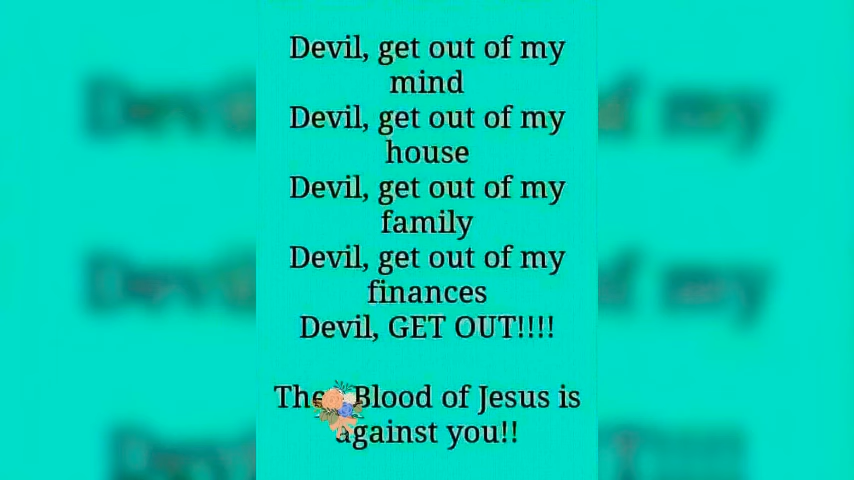 Devil, get out of my
mind
Devil, get out of my
house
Devil, get out of my
family
Devil, get out of my
finances
Devil, GET OUT!!!!
The Blood of Jesus is
against you!!